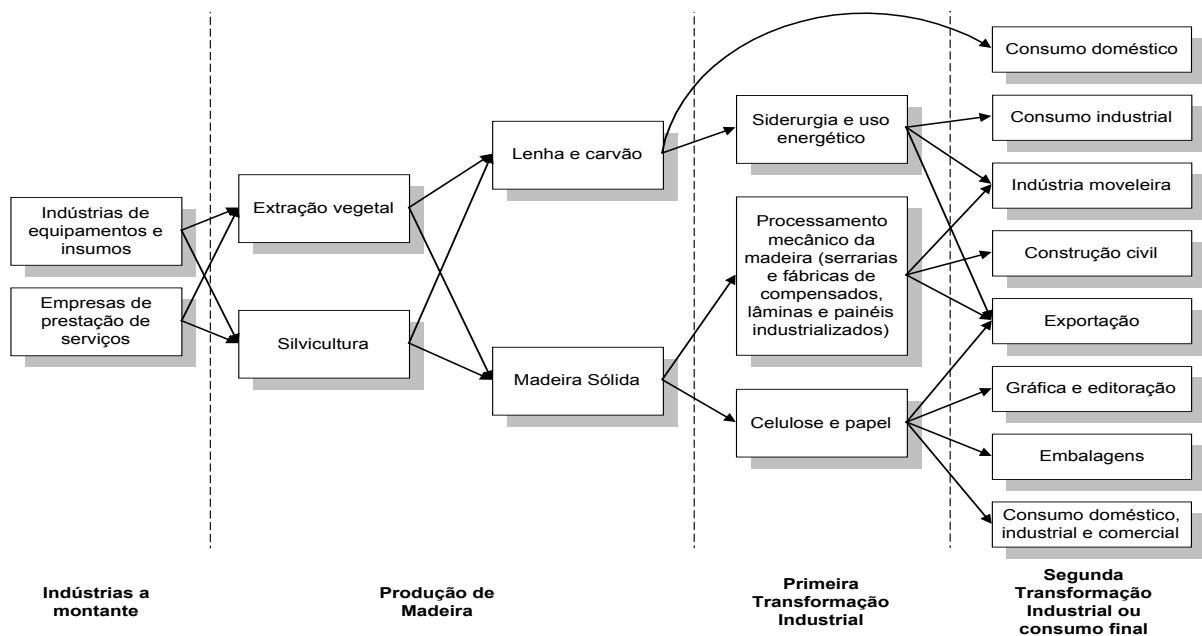 Indústrias de
equipamentos e
insumos
Empresas de
prestação de
serviços
Indústrias a
montante
Extração vegetal
Silvicultura
Lenha e carvão
Madeira Sólida
Produção de
Madeira
Siderurgia e uso
energético
Processamento
mecânico da
madeira (serrarias
e fábricas de
compensados,
lâminas e painéis
industrializados)
Celulose e papel
Primeira
Transformação
Industrial
Consumo doméstico
Consumo industrial
Indústria moveleira
Construção civil
Exportação
Gráfica e editoração
Embalagens
Consumo doméstico,
industrial e comercial
Segunda
Transformação
Industrial ou
consumo final